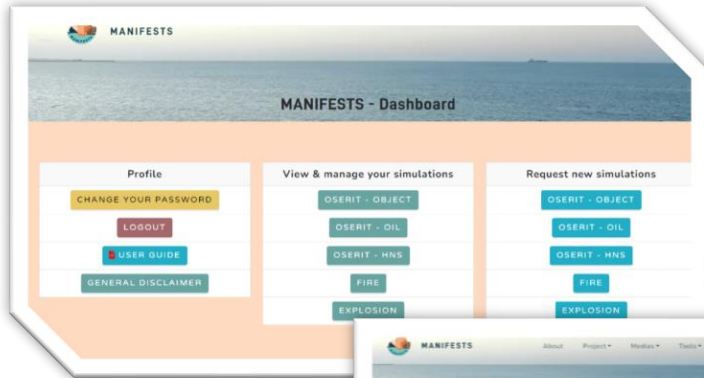 MANIFESTS
MANIFESTS - Dashboard
Profile
CHANGE YOUR PASSWORD
LOGOUT
USER GUIDE
GENERAL DISCLAIMER
View & manage your simulations
OSERIT - OBJECT
OSERIT - OIL
OSERIT - HNS
FIRE
EXPLOSION
Request new simulations
OSERIT - OBJECT
OSERIT - OIL
OSERIT - HNS
FIRE
EXPLOSION
MANIFESTS
About Project Medias Tools